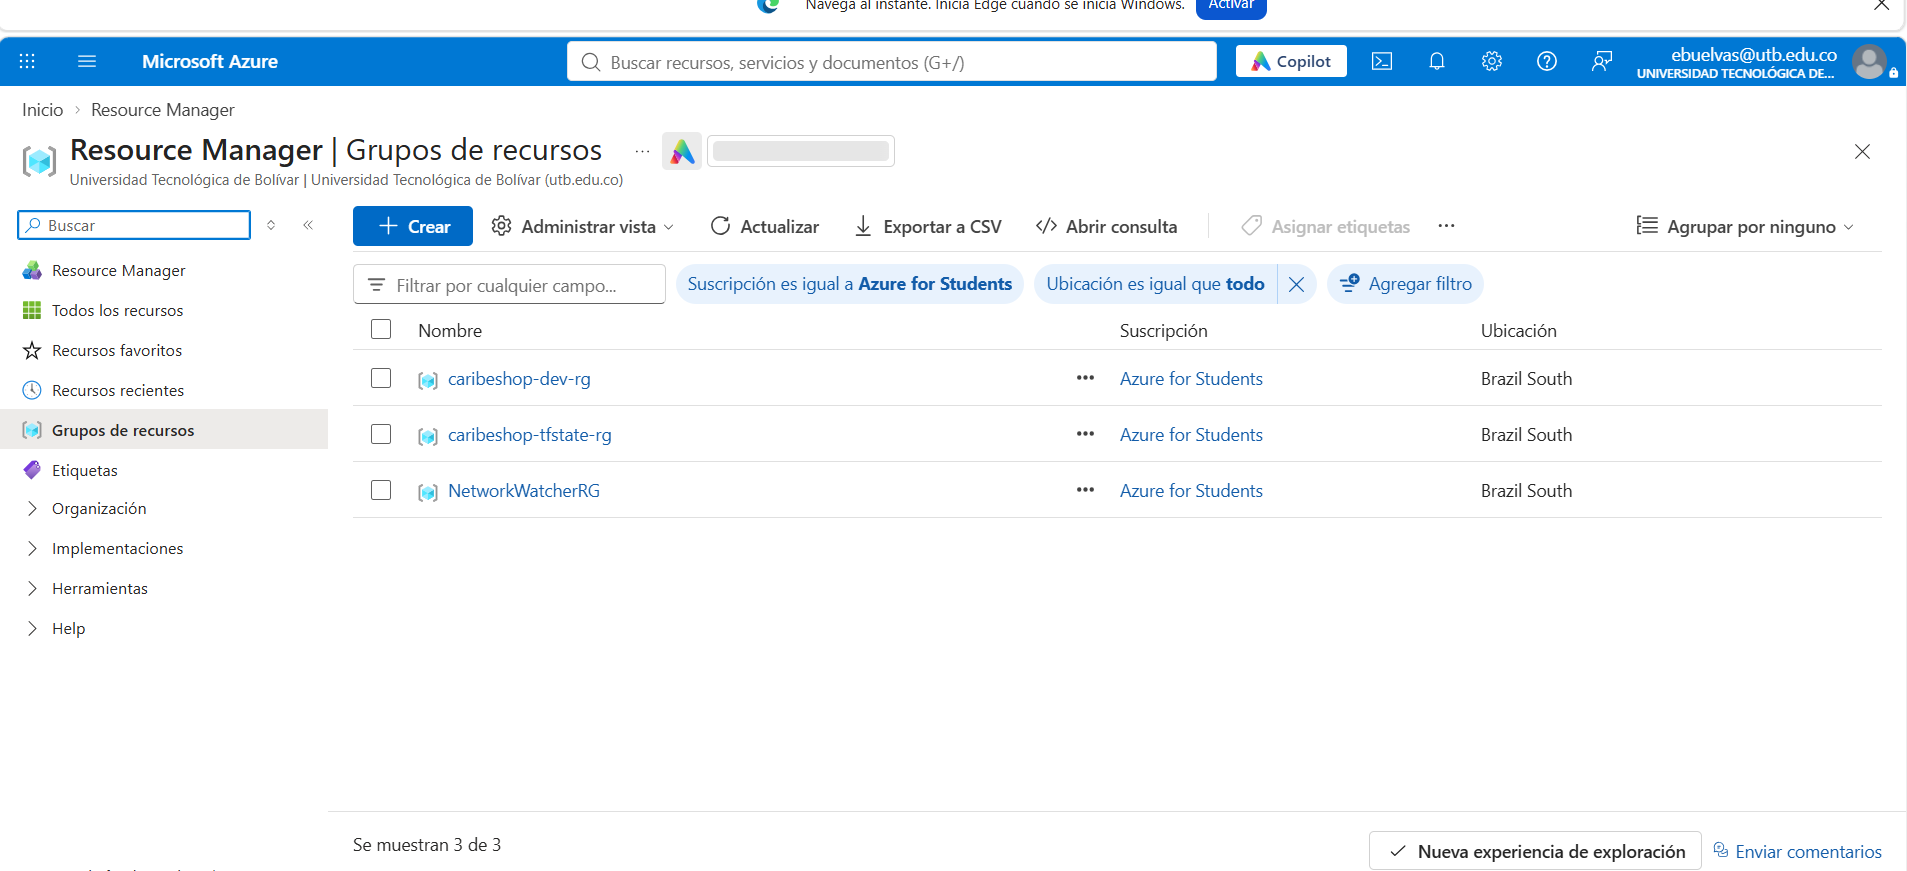 Navega al instante. Inicia Edge cuando se inicia Windows. Activar
Microsoft Azure
Buscar recursos, servicios y documentos (G+/)
Copilot
ebuelvas@utb.edu.co
UNIVERSIDAD TECNOLÓGICA DE...
Inicio > Resource Manager
Resource Manager | Grupos de recursos ...
Universidad Tecnológica de Bolívar | Universidad Tecnológica de Bolívar (utb.edu.co)
Buscar
Resource Manager
Todos los recursos
Recursos favoritos
Recursos recientes
Grupos de recursos
Etiquetas
Organización
Implementaciones
Herramientas
Help
+ Crear
Administrar vista
Actualizar
Exportar a CSV
Abrir consulta
Asignar etiquetas
...
Agrupar por ninguno
Filtrar por cualquier campo...
Suscripción es igual a Azure for Students
Ubicación es igual que todo
Agregar filtro
Nombre Suscripción Ubicación
caribeshop-dev-rg ... Azure for Students Brazil South
caribeshop-tfstate-rg ... Azure for Students Brazil South
NetworkWatcherRG ... Azure for Students Brazil South
Se muestran 3 de 3
Nueva experiencia de exploración
Enviar comentarios